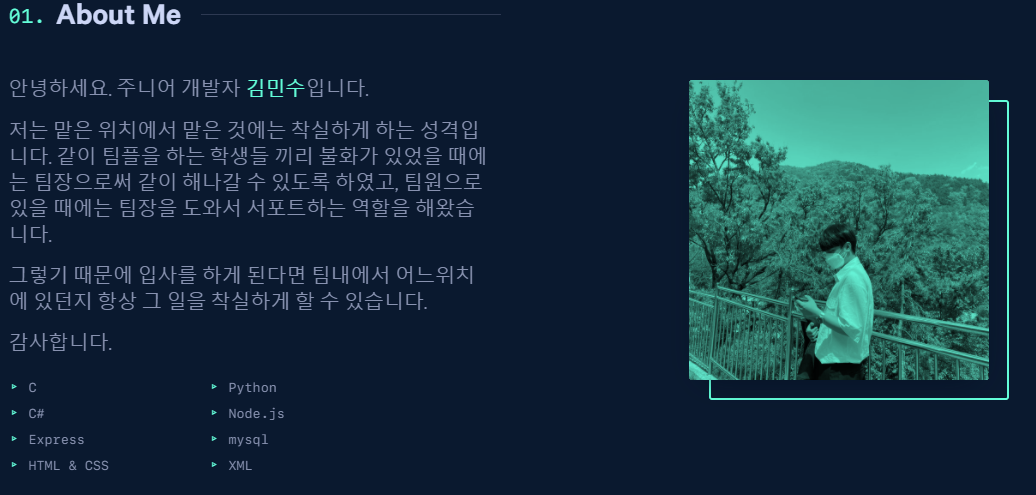 01. About Me
안녕하세요. 주니어 개발자 김민수입니다.
저는 맡은 위치에서 맡은 것에는 착실하게 하는 성격입
니다. 같이 팀플을 하는 학생들 끼리 불화가 있었을 때에
는 팀장으로써 같이 해나갈 수 있도록 하였고, 팀원으로
있을 때에는 팀장을 도와서 서포트하는 역할을 해왔습
니다.
그렇기 때문에 입사를 하게 된다면 팀내에서 어느위치
에 있던지 항상 그 일을 착실하게 할 수 있습니다.
감사합니다.
▹ C ▹ Python
▹ C# ▹ Node.js
▹ Express ▹ mysql
▹ HTML & CSS ▹ XML